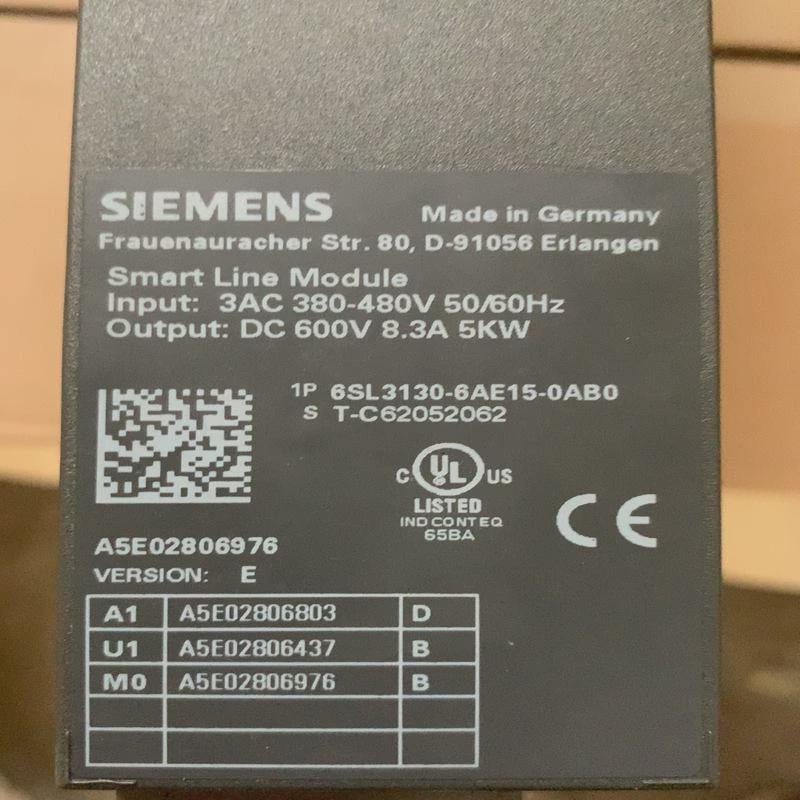 SIEMENS Made in Germany
Frauenauracher Str. 80, D-91056 Erlangen
Smart Line Module
Input: 3AC 380-480V 50/60Hz
Output: DC 600V 8.3A 5KW
1P 6SL3130-6AE15-0AB0
S T-C62052062
C UL US
LISTED
IND CONT EQ
65BA
CE
A5E02806976
VERSION: E
A1 A5E02806803 D
U1 A5E02806437 B
M0 A5E02806976 B